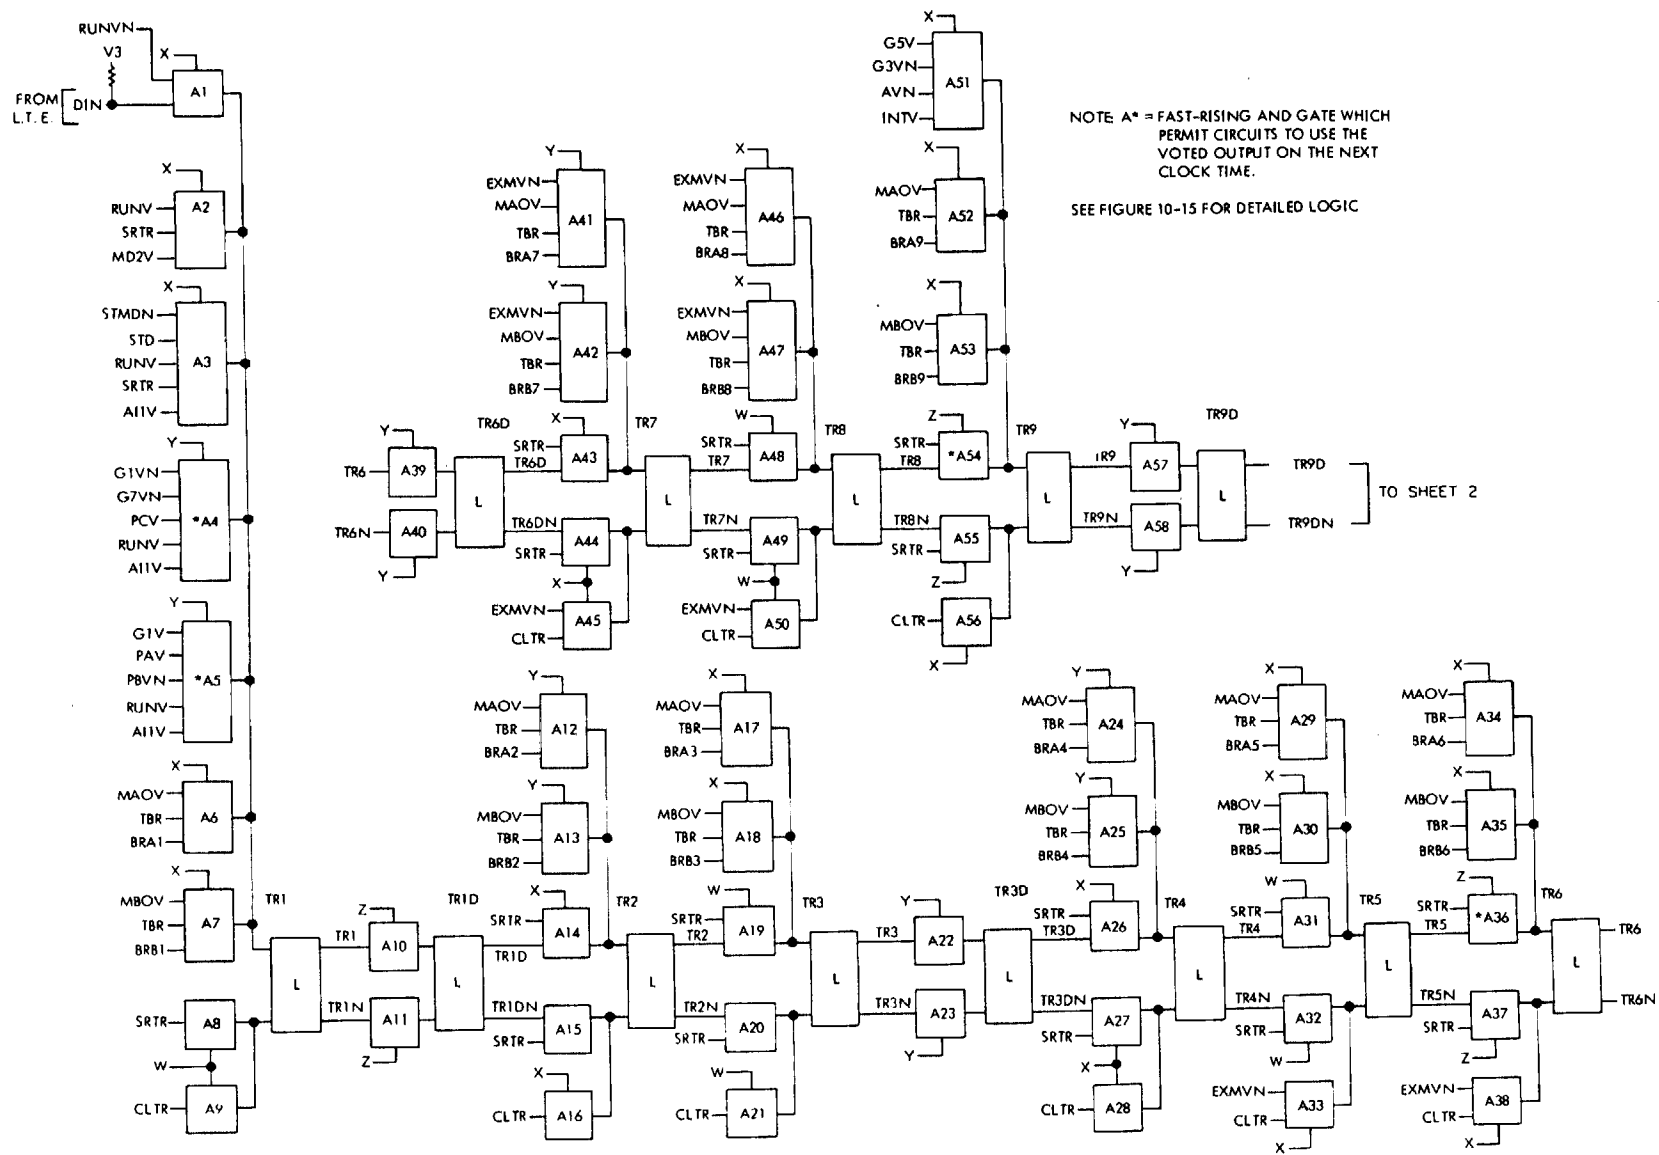 RUNVN
V3
X
A1
FROM
L.T.E.
DIN
X
A2
RUNV
SRTR
MD2V
X
STMDN
STD
RUNV
SRTR
AI1V
A3
Y
G1VN
G7VN
PCV
RUNV
AI1V
*A4
Y
G1V
PAV
PBVN
RUNV
AI1V
*A5
X
MAOV
TBR
BRA1
A6
X
MBOV
TBR
BRB1
A7
TR1
SRTR
A8
W
CLTR
A9
L
TR1
TR1N
Z
A10
A11
Z
TR1D
L
TR1D
TR1DN
Y
EXMVN
MAOV
TBR
BRA7
A41
Y
EXMVN
MBOV
TBR
BRB7
A42
Y
TR6
A39
TR6N
A40
Y
TR6D
L
TR6D
TR6DN
X
SRTR
A43
TR7
A44
SRTR
X
EXMVN
CLTR
A45
L
TR7
TR7N
X
EXMVN
MAOV
TBR
BRA8
A46
X
EXMVN
MBOV
TBR
BRB8
A47
W
SRTR
A48
TR8
A49
SRTR
W
EXMVN
CLTR
A50
L
TR8
TR8N
X
G5V
G3VN
AVN
INTV
A51
X
MAOV
TBR
BRA9
A52
X
MBOV
TBR
BRB9
A53
Z
SRTR
*A54
TR9
A55
SRTR
Z
CLTR
A56
X
L
TR9
TR9N
Y
A57
A58
Y
TR9D
L
TR9D
TR9DN
TO SHEET 2
NOTE: A* = FAST-RISING AND GATE WHICH
PERMIT CIRCUITS TO USE THE
VOTED OUTPUT ON THE NEXT
CLOCK TIME.
SEE FIGURE 10-15 FOR DETAILED LOGIC
Y
MAOV
TBR
BRA2
A12
Y
MBOV
TBR
BRB2
A13
X
SRTR
A14
TR2
A15
SRTR
X
CLTR
A16
L
TR2
TR2N
X
MAOV
TBR
BRA3
A17
X
MBOV
TBR
BRB3
A18
W
SRTR
A19
TR3
A20
SRTR
W
CLTR
A21
L
TR3
TR3N
Y
A22
A23
Y
TR3D
L
TR3D
TR3DN
Y
MAOV
TBR
BRA4
A24
Y
MBOV
TBR
BRB4
A25
X
SRTR
A26
TR4
A27
SRTR
X
CLTR
A28
L
TR4
TR4N
X
MAOV
TBR
BRA5
A29
X
MBOV
TBR
BRB5
A30
W
SRTR
A31
TR5
A32
SRTR
W
EXMVN
CLTR
A33
X
L
TR5
TR5N
X
MAOV
TBR
BRA6
A34
X
MBOV
TBR
BRB6
A35
Z
SRTR
*A36
TR6
A37
SRTR
Z
EXMVN
CLTR
A38
X
L
TR6
TR6N